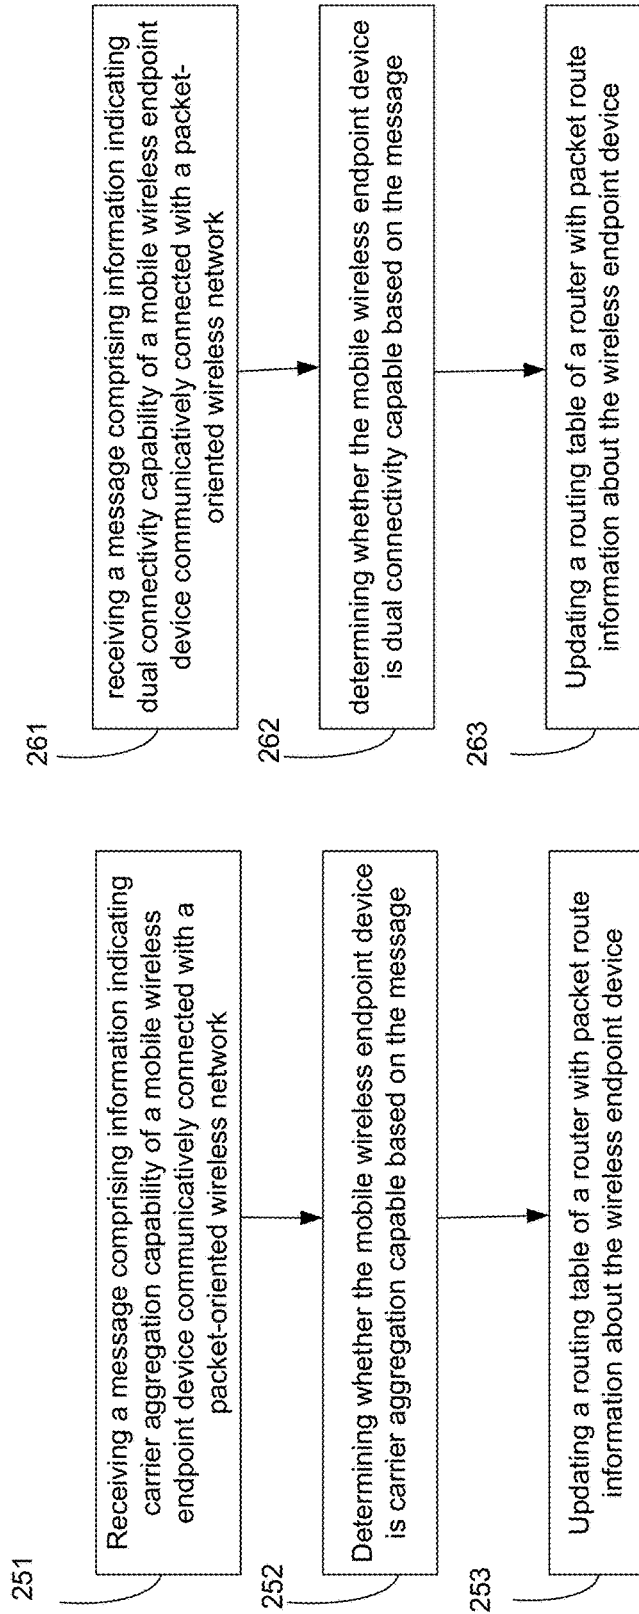 251
Receiving a message comprising information indicating
carrier aggregation capability of a mobile wireless
endpoint device communicatively connected with a
packet-oriented wireless network
252
Determining whether the mobile wireless endpoint device
is carrier aggregation capable based on the message
253
Updating a routing table of a router with packet route
information about the wireless endpoint device
261
receiving a message comprising information indicating
dual connectivity capability of a mobile wireless endpoint
device communicatively connected with a packet-
oriented wireless network
262
determining whether the mobile wireless endpoint device
is dual connectivity capable based on the message
263
Updating a routing table of a router with packet route
information about the wireless endpoint device